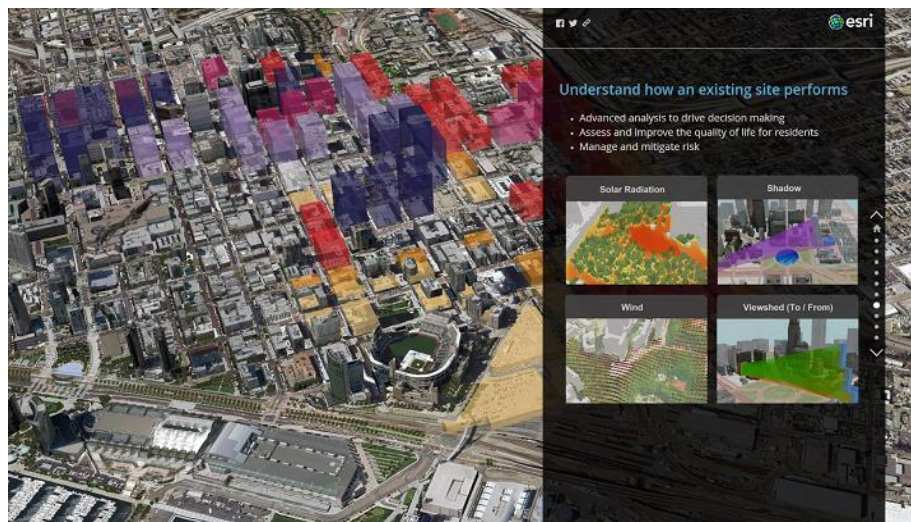 esri
Understand how an existing site performs
• Advanced analysis to drive decision making
• Assess and improve the quality of life for residents
• Manage and mitigate risk
Solar Radiation
Shadow
Wind
Viewshed (To / From)